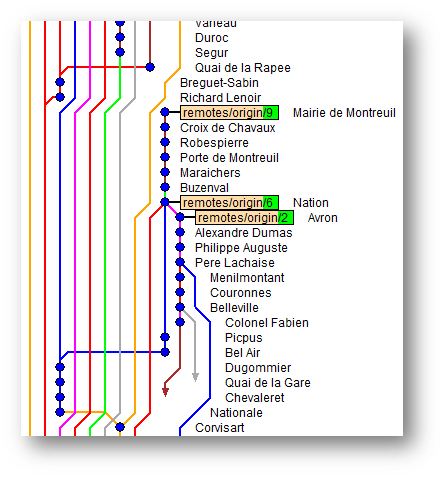 Vaneau
Duroc
Segur
Quai de la Rapee
Breguet-Sabin
Richard Lenoir
remotes/origin/9 Mairie de Montreuil
Croix de Chavaux
Robespierre
Porte de Montreuil
Maraichers
Buzenval
remotes/origin/6 Nation
remotes/origin/2 Avron
Alexandre Dumas
Philippe Auguste
Pere Lachaise
Menilmontant
Couronnes
Belleville
Colonel Fabien
Picpus
Bel Air
Dugommier
Quai de la Gare
Chevaleret
Nationale
Corvisart